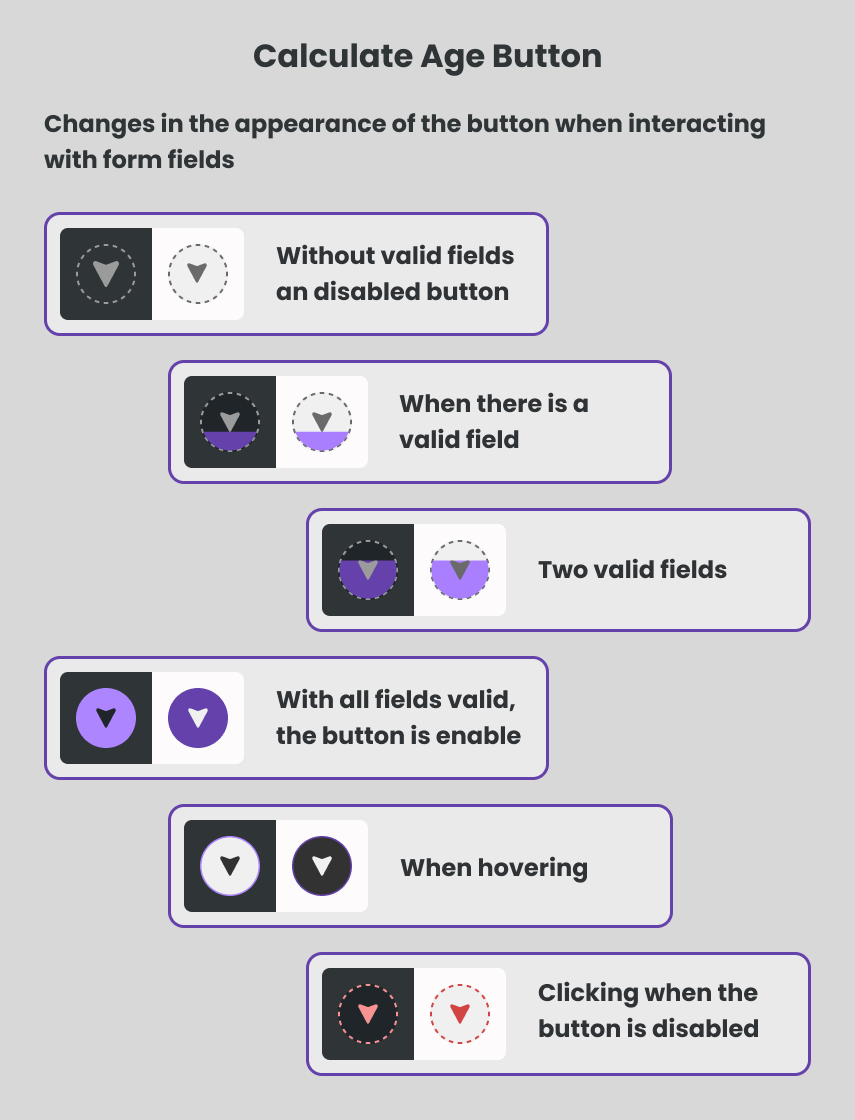 Calculate Age Button
Changes in the appearance of the button when interacting
with form fields
Without valid fields
an disabled button
When there is a
valid field
Two valid fields
With all fields valid,
the button is enable
When hovering
Clicking when the
button is disabled